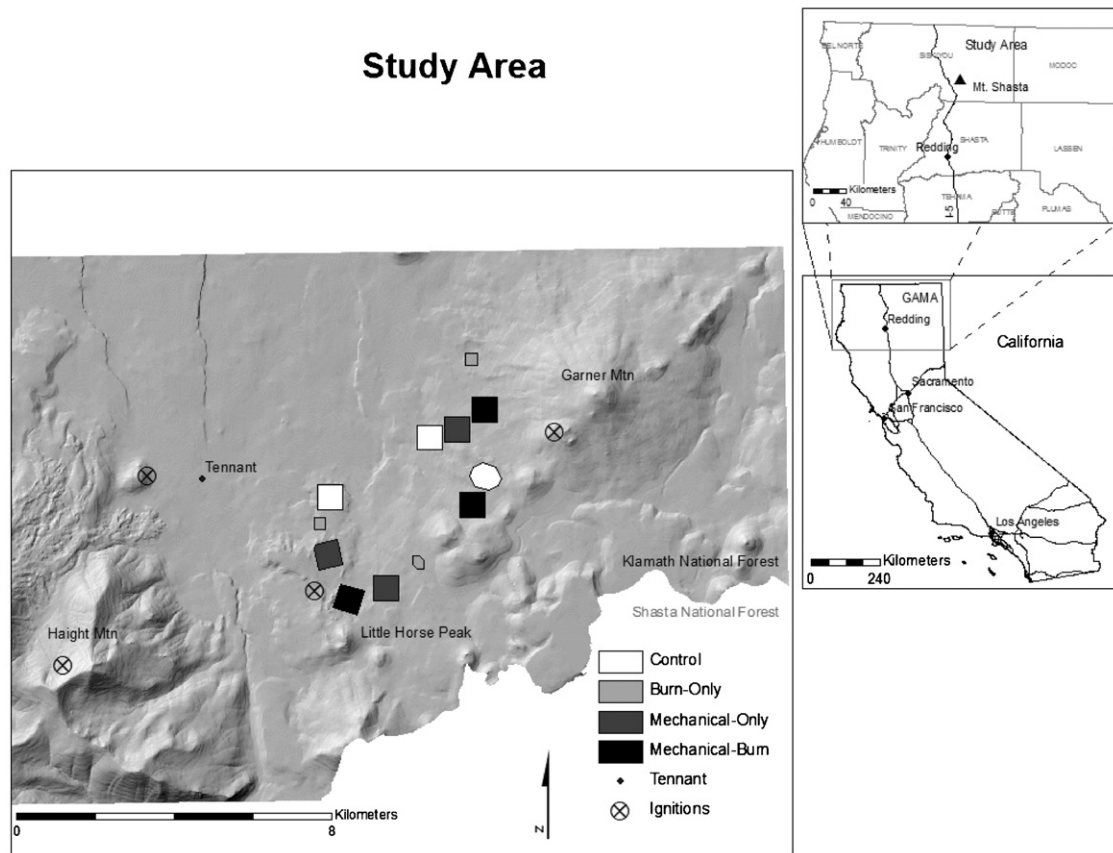 Study Area
Garner Mtn
Tennant
Klamath National Forest
Shasta National Forest
Haight Mtn
Little Horse Peak
Control
Burn-Only
Mechanical-Only
Mechanical-Burn
Tennant
Ignitions
Kilometers
0 8
N
DEL NORTE
SISKIYOU
Study Area
MODOC
Mt. Shasta
HUMBOLDT
TRINITY
Redding
SHASTA
LASSEN
Kilometers
0 40
TEHAMA
I-5
BUTTE
PLUMAS
MENDOCINO
GAMA
Redding
California
Sacramento
San Francisco
Los Angeles
Kilometers
0 240